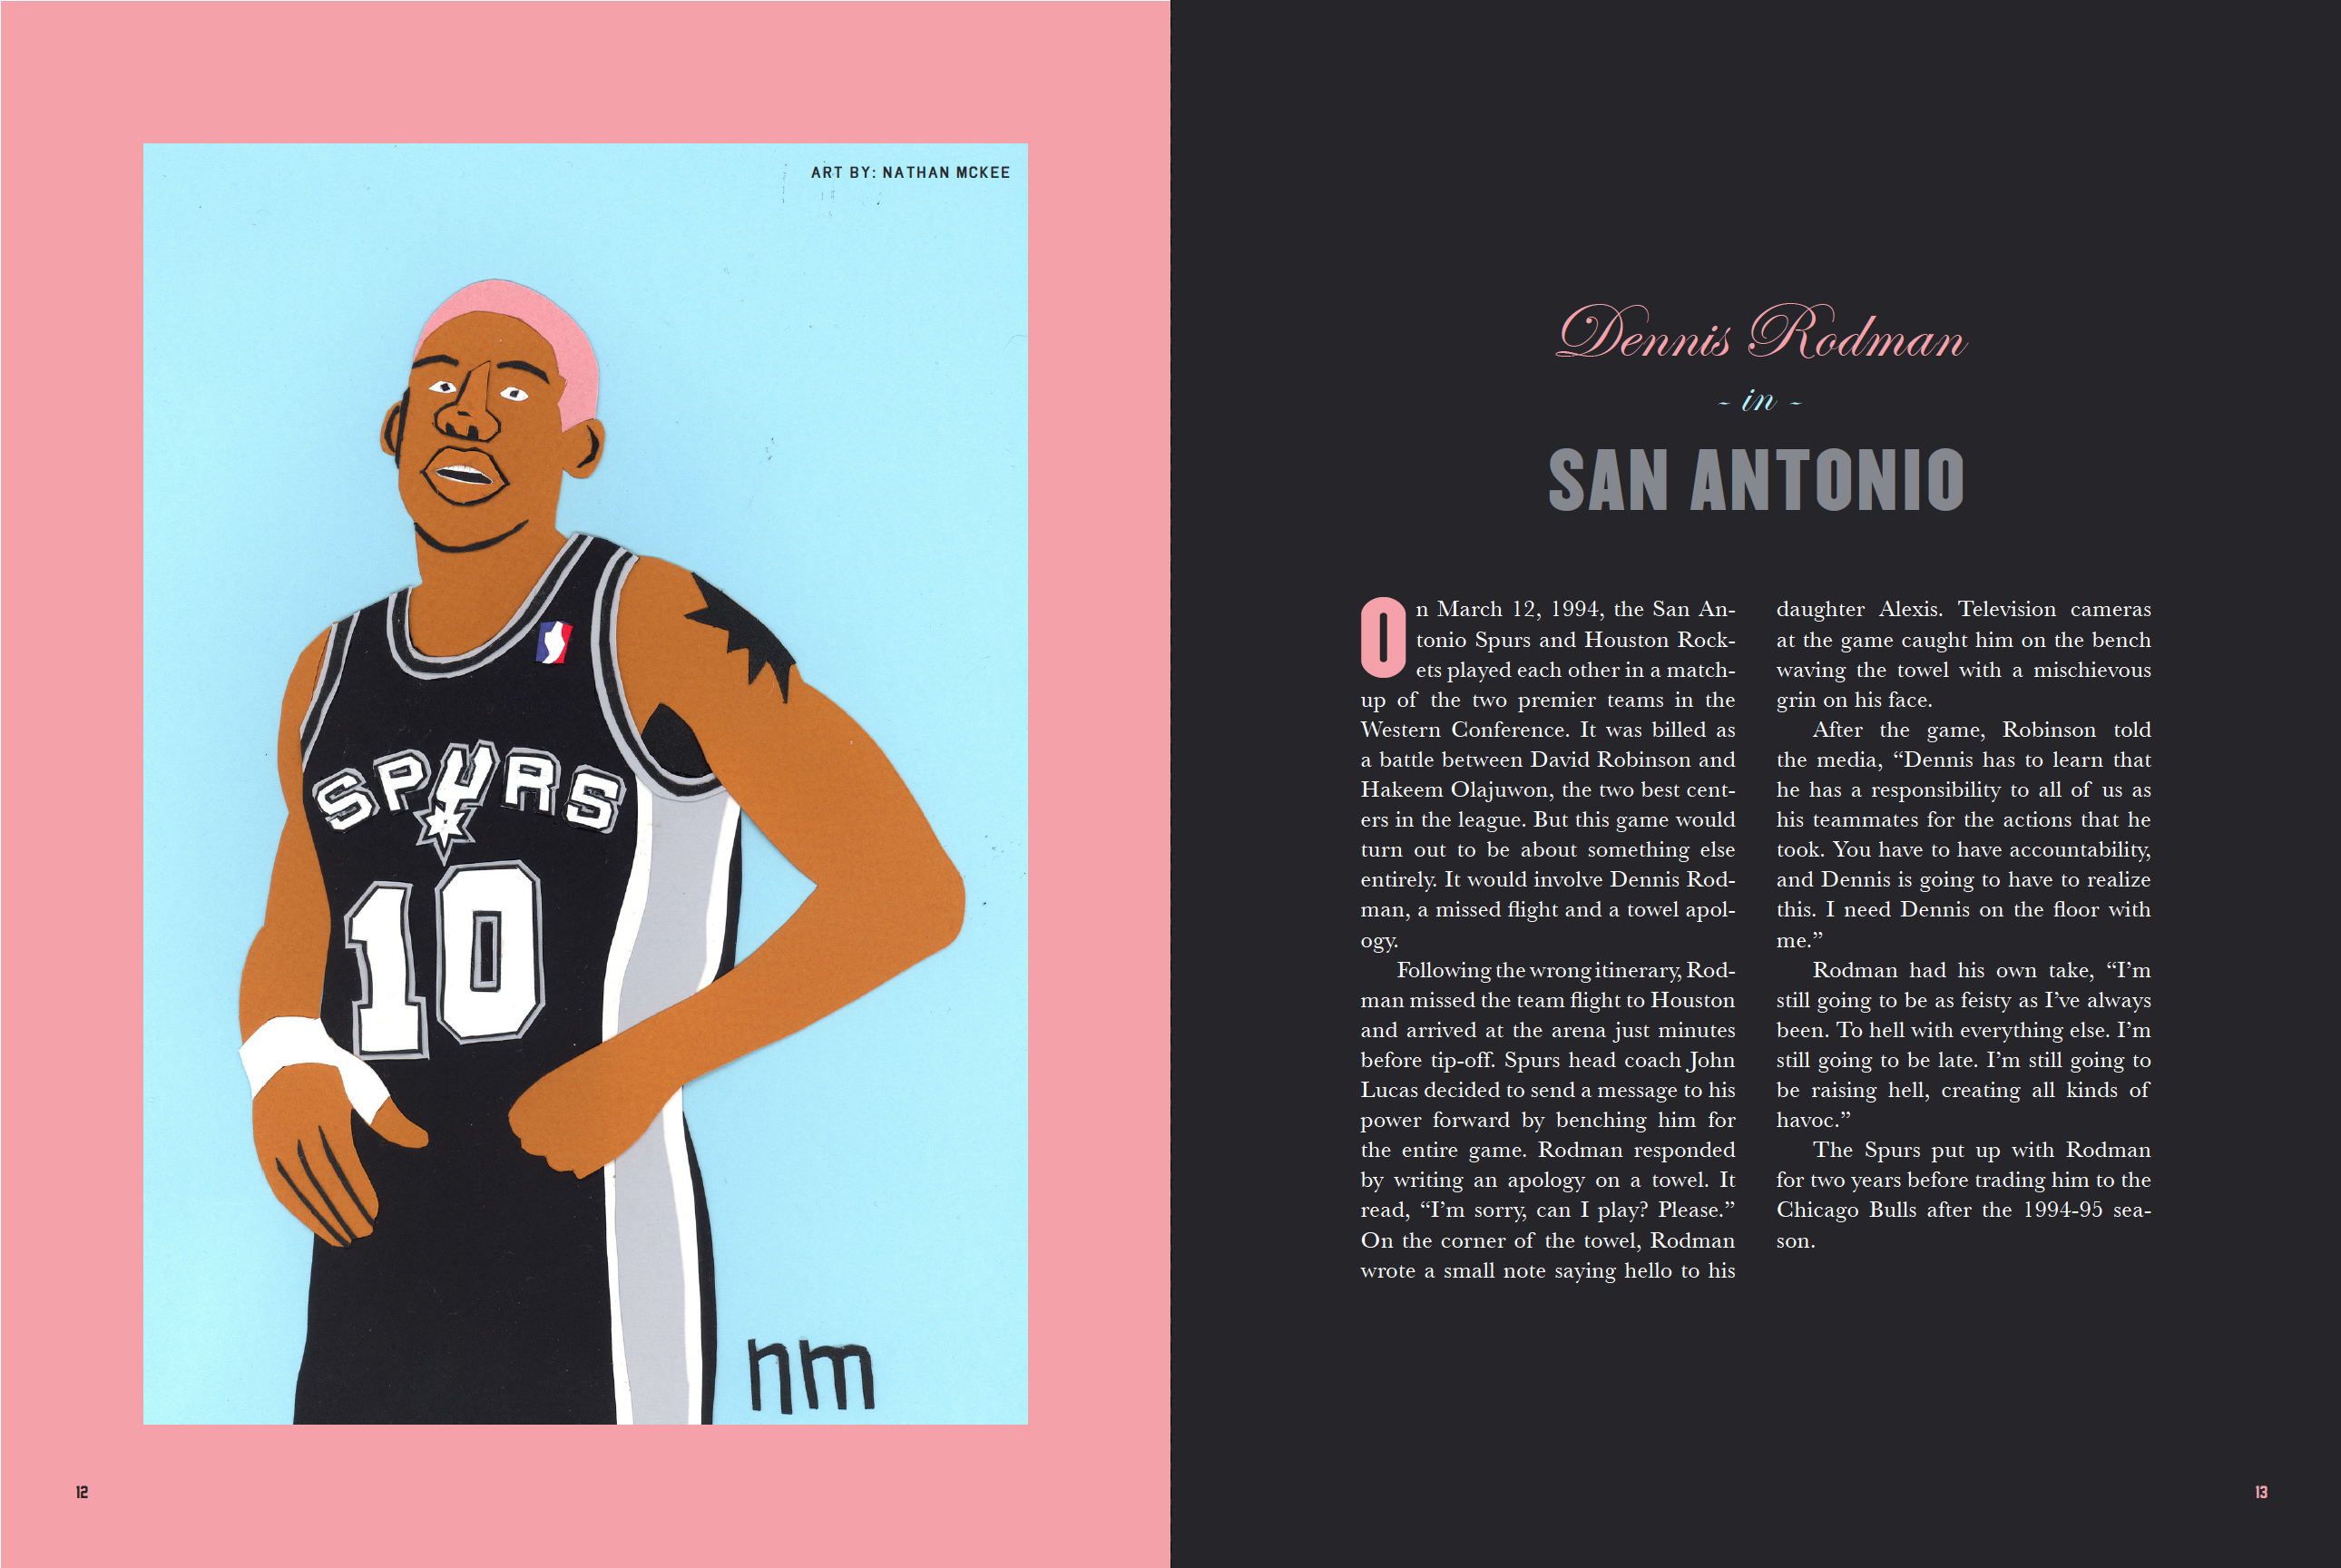 ART BY: NATHAN MCKEE
SPURS
10
nm
12
Dennis Rodman
~ in ~
SAN ANTONIO
On March 12, 1994, the San An-
tonio Spurs and Houston Rock-
ets played each other in a match-
up of the two premier teams in the
Western Conference. It was billed as
a battle between David Robinson and
Hakeem Olajuwon, the two best cent-
ers in the league. But this game would
turn out to be about something else
entirely. It would involve Dennis Rod-
man, a missed flight and a towel apol-
ogy.
Following the wrong itinerary, Rod-
man missed the team flight to Houston
and arrived at the arena just minutes
before tip-off. Spurs head coach John
Lucas decided to send a message to his
power forward by benching him for
the entire game. Rodman responded
by writing an apology on a towel. It
read, “I’m sorry, can I play? Please.”
On the corner of the towel, Rodman
wrote a small note saying hello to his
daughter Alexis. Television cameras
at the game caught him on the bench
waving the towel with a mischievous
grin on his face.
After the game, Robinson told
the media, “Dennis has to learn that
he has a responsibility to all of us as
his teammates for the actions that he
took. You have to have accountability,
and Dennis is going to have to realize
this. I need Dennis on the floor with
me.”
Rodman had his own take, “I’m
still going to be as feisty as I’ve always
been. To hell with everything else. I’m
still going to be late. I’m still going to
be raising hell, creating all kinds of
havoc.”
The Spurs put up with Rodman
for two years before trading him to the
Chicago Bulls after the 1994-95 sea-
son.
13